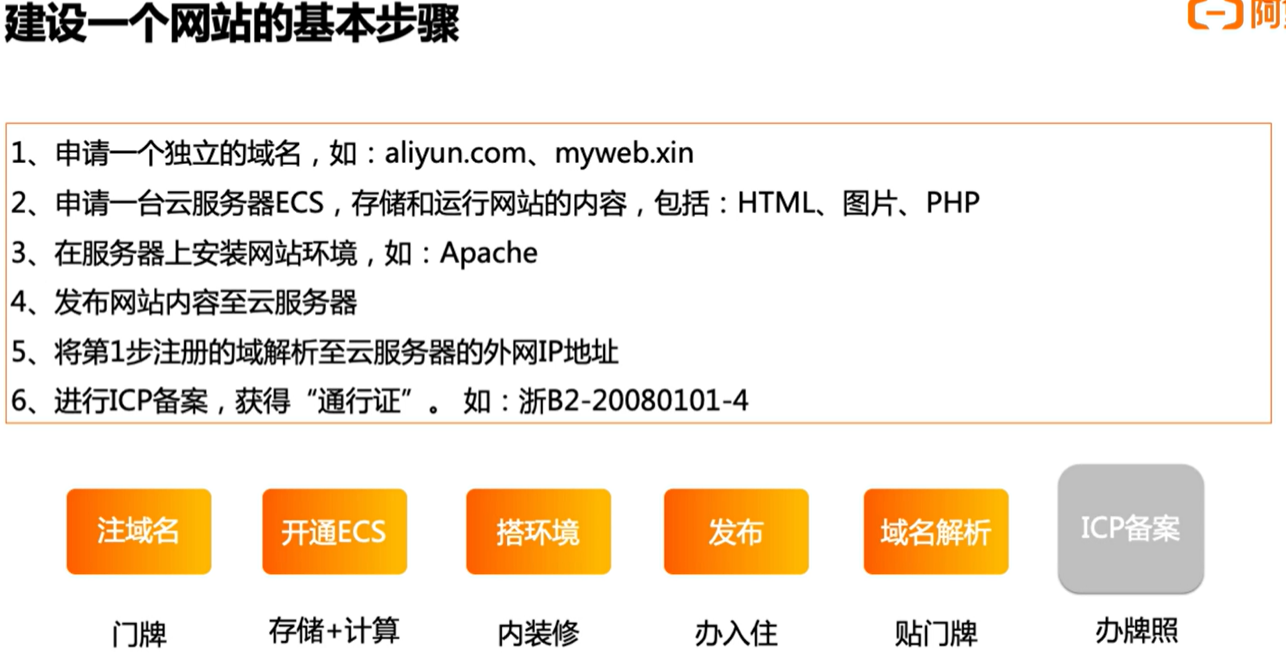 建设一个网站的基本步骤
阿
1、申请一个独立的域名，如：aliyun.com、myweb.xin
2、申请一台云服务器ECS，存储和运行网站的内容，包括：HTML、图片、PHP
3、在服务器上安装网站环境，如：Apache
4、发布网站内容至云服务器
5、将第1步注册的域解析至云服务器的外网IP地址
6、进行ICP备案，获得“通行证”。 如：浙B2-20080101-4
注域名 开通ECS 搭环境 发布 域名解析 ICP备案
门牌 存储+计算 内装修 办入住 贴门牌 办牌照